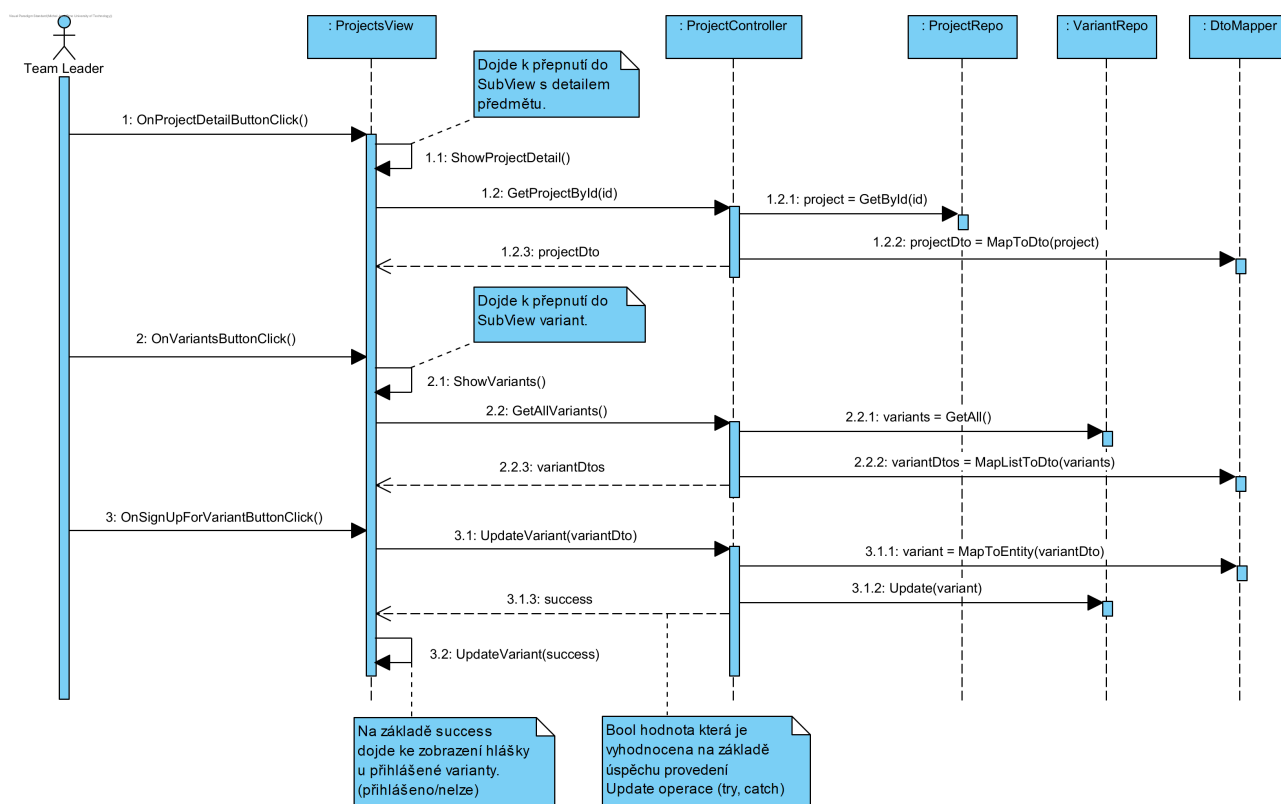 : ProjectsView
: ProjectController
: ProjectRepo
: VariantRepo
: DtoMapper
Team Leader
Dojde k přepnutí do
SubView s detailem
předmětu.
1: OnProjectDetailButtonClick()
1.1: ShowProjectDetail()
1.2: GetProjectById(id)
1.2.1: project = GetById(id)
1.2.2: projectDto = MapToDto(project)
1.2.3: projectDto
Dojde k přepnutí do
SubView variant.
2: OnVariantsButtonClick()
2.1: ShowVariants()
2.2: GetAllVariants()
2.2.1: variants = GetAll()
2.2.2: variantDtos = MapListToDto(variants)
2.2.3: variantDtos
3: OnSignUpForVariantButtonClick()
3.1: UpdateVariant(variantDto)
3.1.1: variant = MapToEntity(variantDto)
3.1.2: Update(variant)
3.1.3: success
3.2: UpdateVariant(success)
Na základě success
dojde ke zobrazení hlášky
u přihlášené varianty.
(přihlášeno/nelze)
Bool hodnota která je
vyhodnocena na základě
úspěchu provedení
Update operace (try, catch)